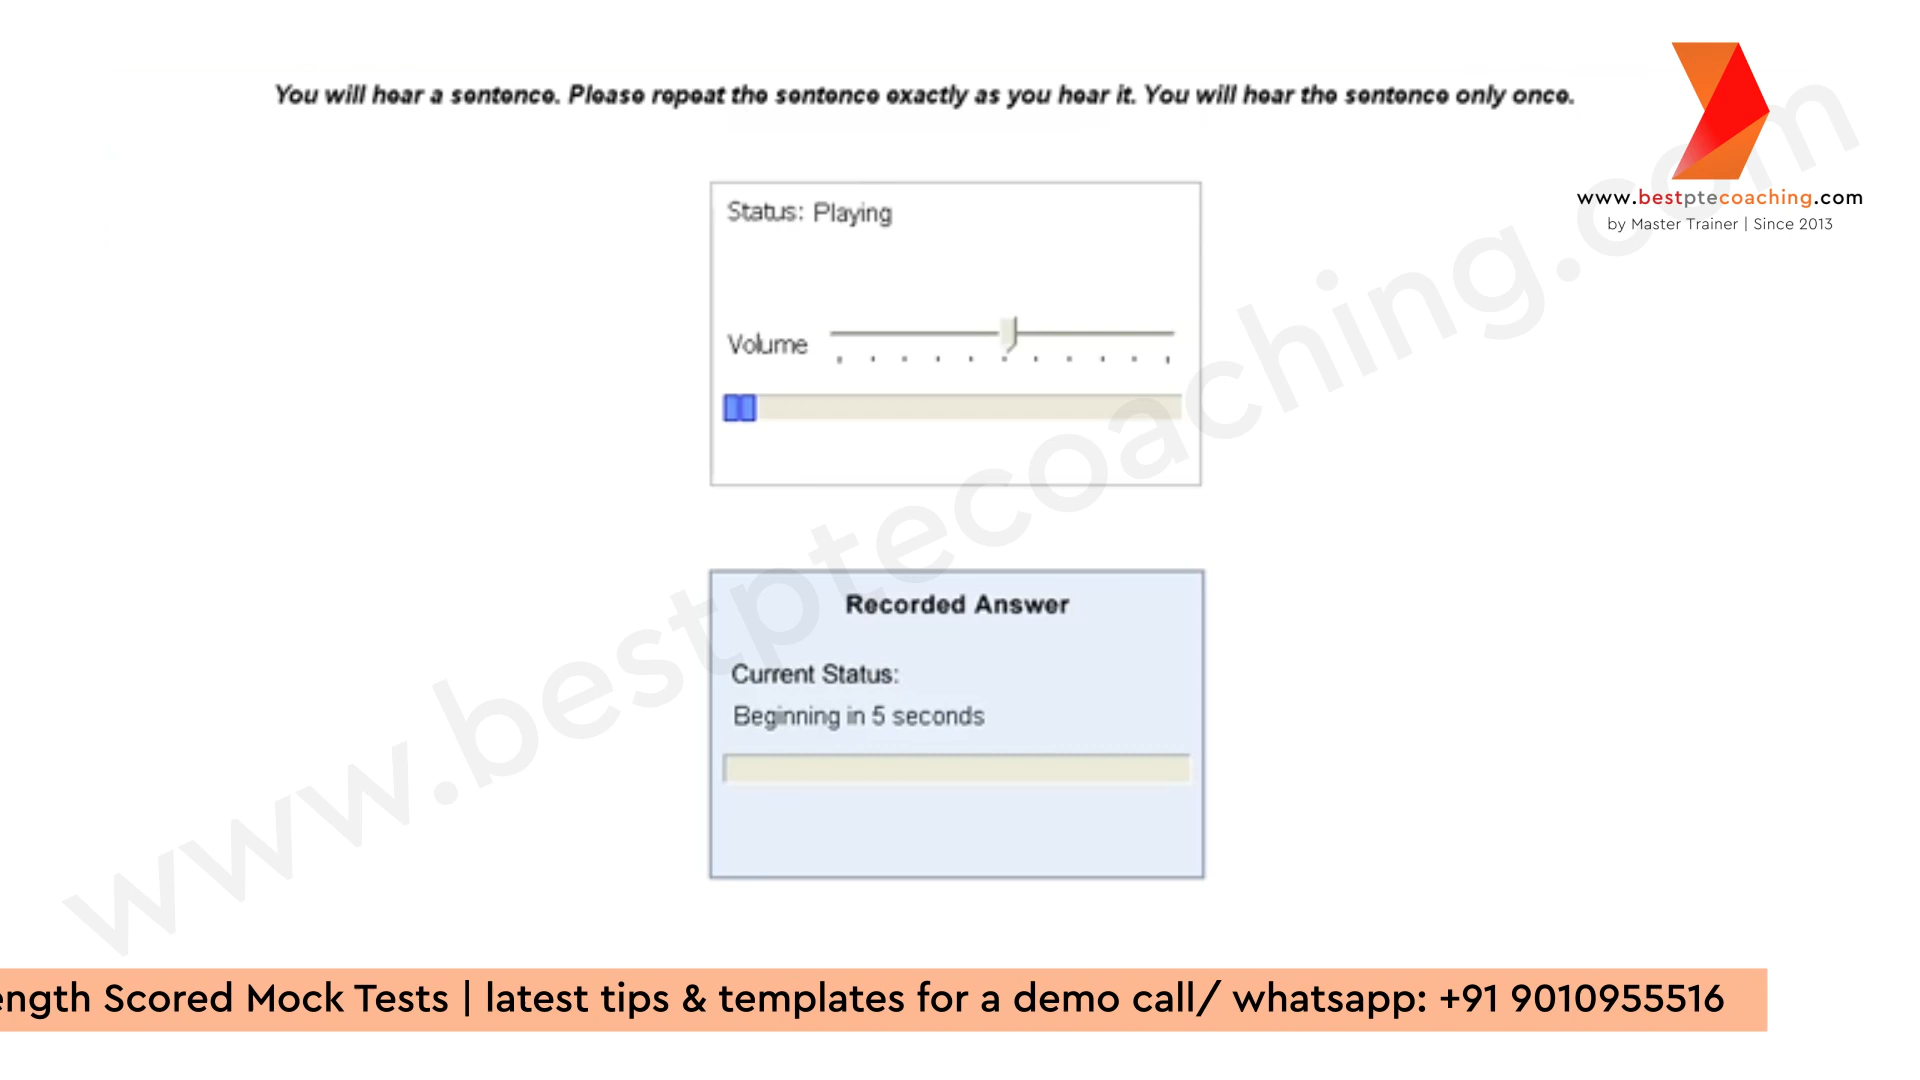 You will hear a sentence. Please repeat the sentence exactly as you hear it. You will hear the sentence only once.
www.bestptecoaching.com
by Master Trainer | Since 2013
Status: Playing
Volume
www.bestptecoaching.com
Recorded Answer
Current Status:
Beginning in 5 seconds
ength Scored Mock Tests | latest tips & templates for a demo call/ whatsapp: +91 9010955516